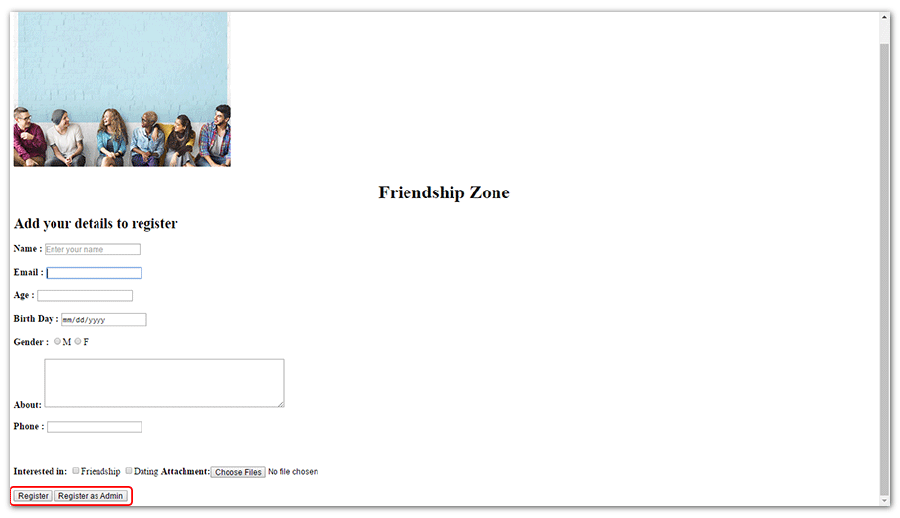 Friendship Zone
Add your details to register
Name : Enter your name
Email :
Age :
Birth Day : mm/dd/yyyy
Gender : M F
About:
Phone :
Interested in: Friendship Dating Attachment: Choose Files No file chosen
Register Register as Admin